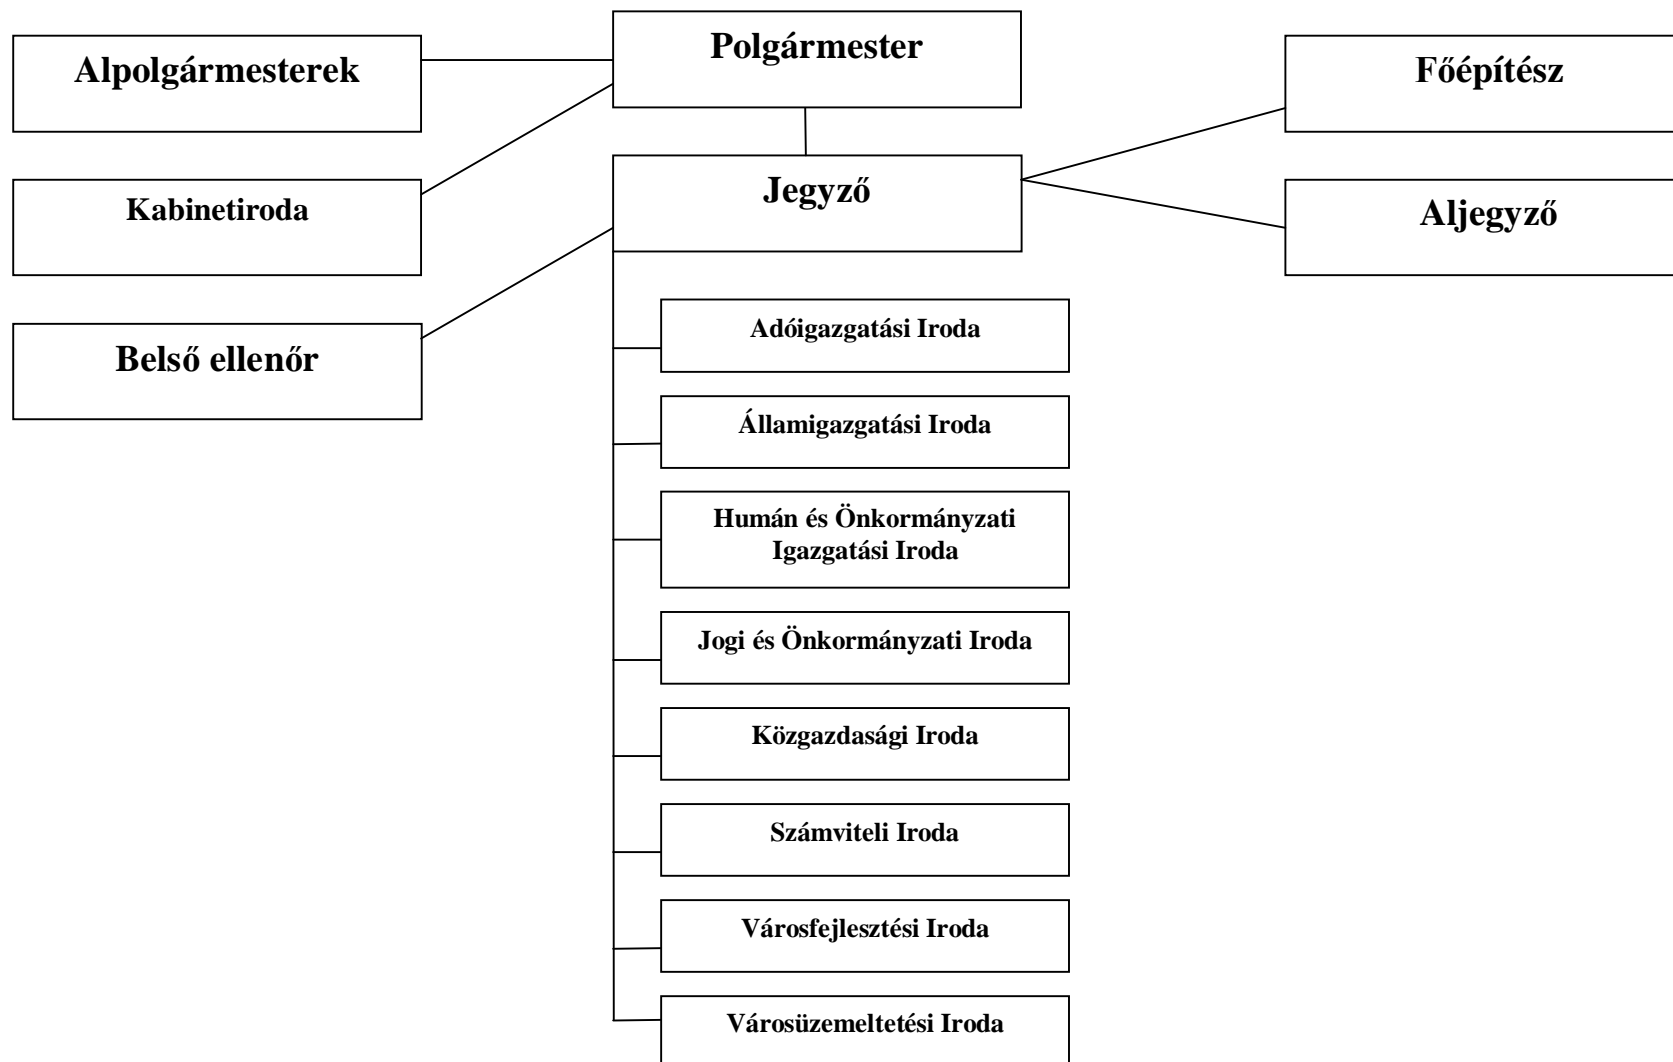 Polgármester
Alpolgármesterek
Főépítész
Jegyző
Kabinetiroda
Aljegyző
Belső ellenőr
Adóigazgatási Iroda
Államigazgatási Iroda
Humán és Önkormányzati
Igazgatási Iroda
Jogi és Önkormányzati Iroda
Közgazdasági Iroda
Számviteli Iroda
Városfejlesztési Iroda
Városüzemeltetési Iroda